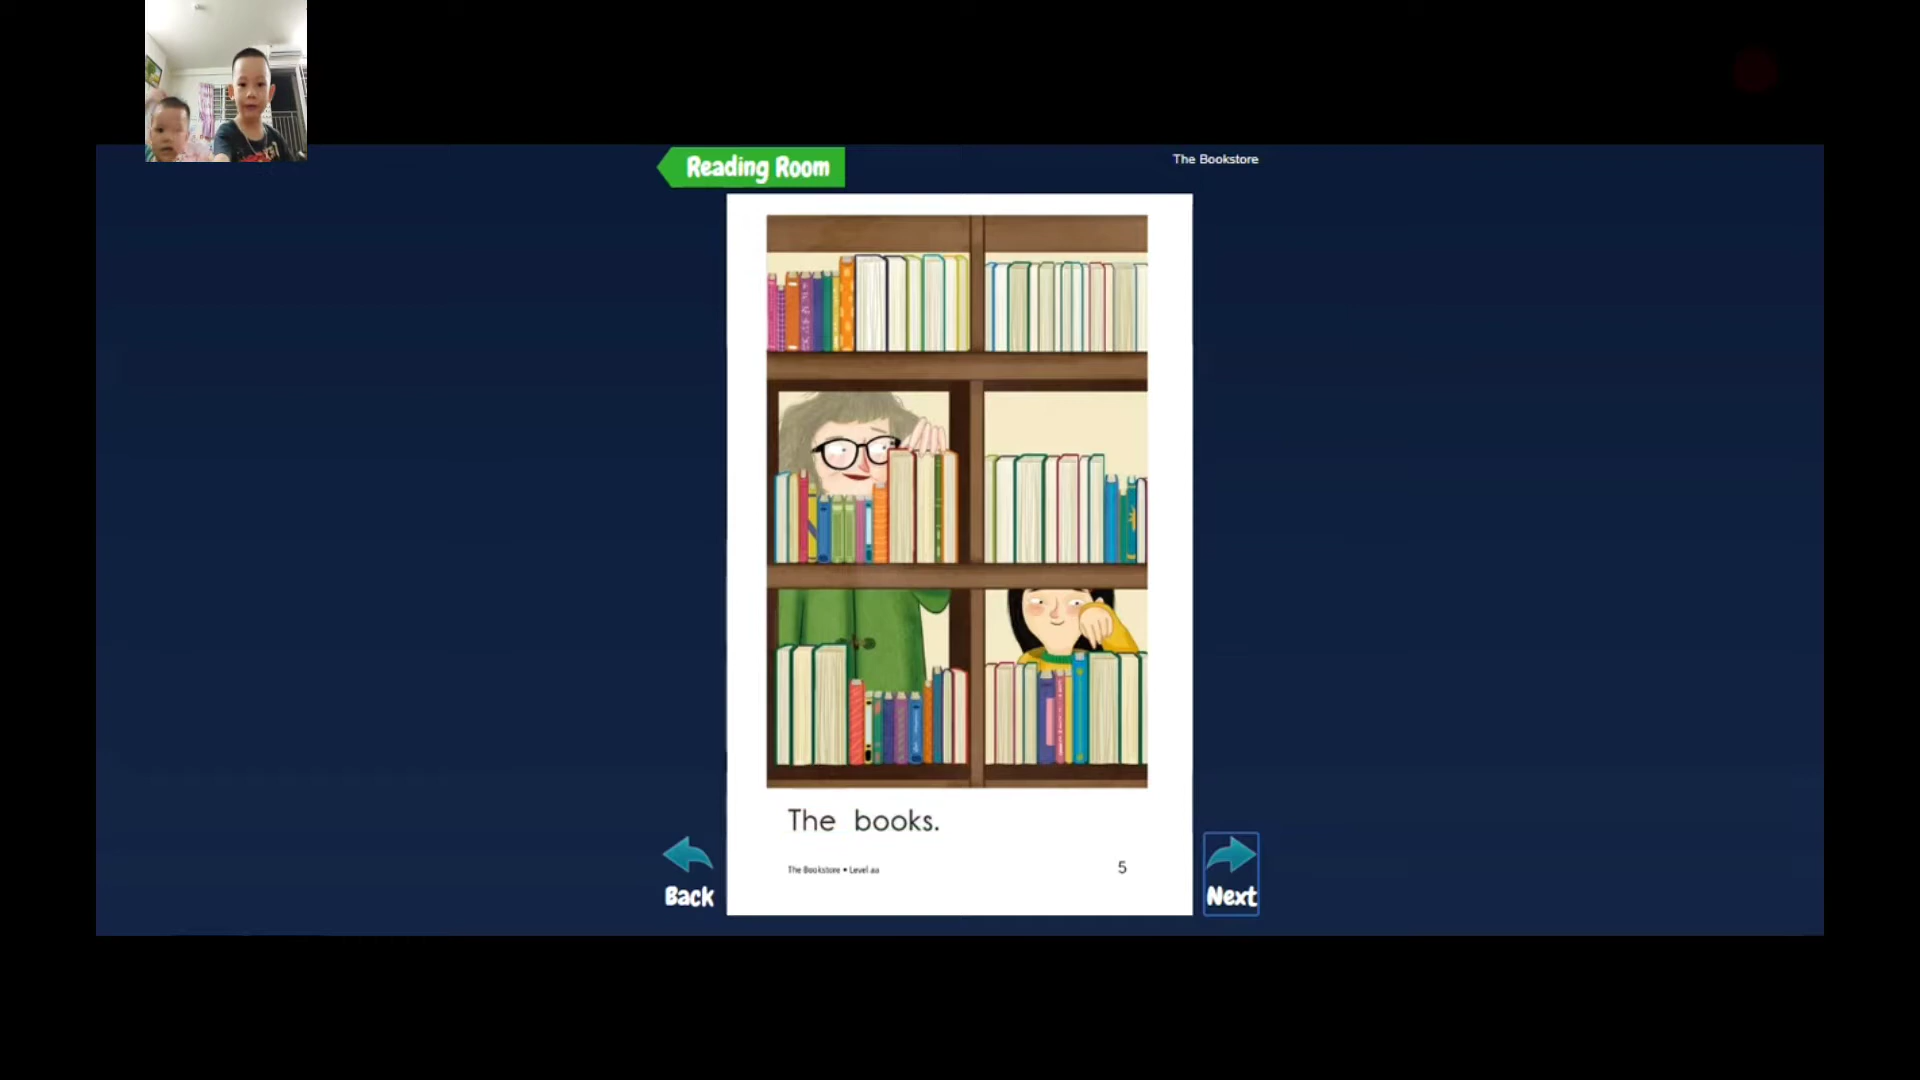 Reading Room
The Bookstore
The books.
The Bookstore • Level aa
5
Back
Next